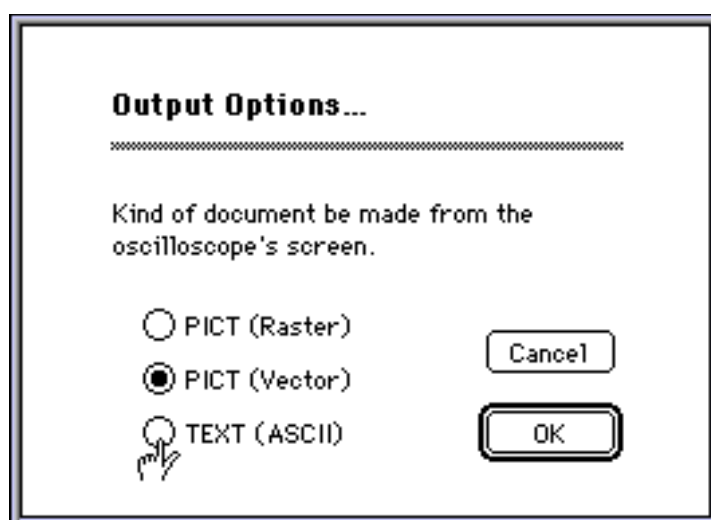 Output Options...
Kind of document be made from the
oscilloscope's screen.
PICT (Raster)
PICT (Vector)
TEXT (ASCII)
Cancel
OK